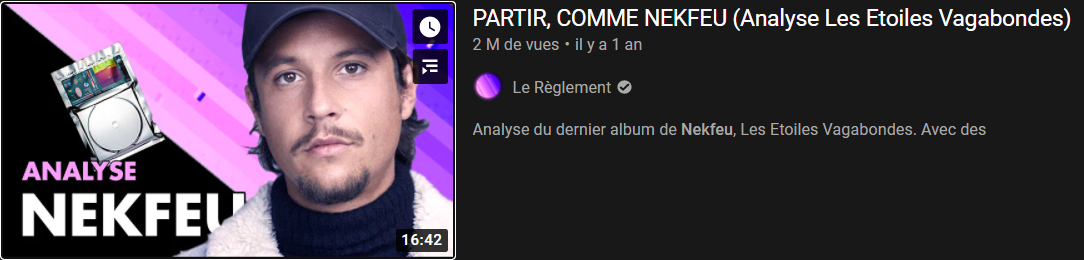 ANALYSE
NEKFEU
16:42
PARTIR, COMME NEKFEU (Analyse Les Etoiles Vagabondes)
2 M de vues • il y a 1 an
Le Règlement
Analyse du dernier album de Nekfeu, Les Etoiles Vagabondes. Avec des